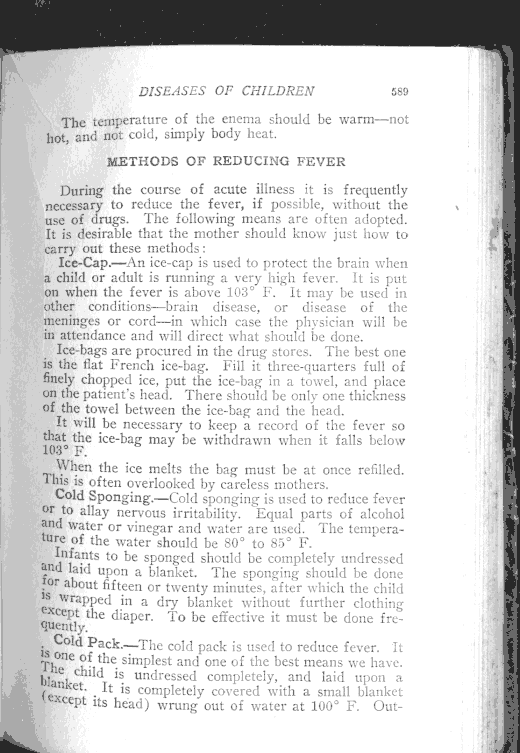 DISEASES OF CHILDREN 589
The temperature of the enema should be warm—not
hot, and not cold, simply body heat.
METHODS OF REDUCING FEVER
During the course of acute illness it is frequently
necessary to reduce the fever, if possible, without the
use of drugs. The following means are often adopted.
It is desirable that the mother should know just how to
carry out these methods:
Ice-Cap.—An ice-cap is used to protect the brain when
a child or adult is running a very high fever. It is put
on when the fever is above 103° F. It may be used in
other conditions—brain disease, or disease of the
meninges or cord—in which case the physician will be
in attendance and will direct what should be done.
Ice-bags are procured in the drug stores. The best one
is the flat French ice-bag. Fill it three-quarters full of
finely chopped ice, put the ice-bag in a towel, and place
on the patient's head. There should be only one thickness
of the towel between the ice-bag and the head.
It will be necessary to keep a record of the fever so
that the ice-bag may be withdrawn when it falls below
103° F.
When the ice melts the bag must be at once refilled.
This is often overlooked by careless mothers.
Cold Sponging.—Cold sponging is used to reduce fever
or to allay nervous irritability. Equal parts of alcohol
and water or vinegar and water are used. The tempera-
ture of the water should be 80° to 85° F.
Infants to be sponged should be completely undressed
and laid upon a blanket. The sponging should be done
for about fifteen or twenty minutes, after which the child
is wrapped in a dry blanket without further clothing
except the diaper. To be effective it must be done fre-
quently.
Cold Pack.—The cold pack is used to reduce fever. It
is one of the simplest and one of the best means we have.
The child is undressed completely, and laid upon a
blanket. It is completely covered with a small blanket
(except its head) wrung out of water at 100° F. Out-